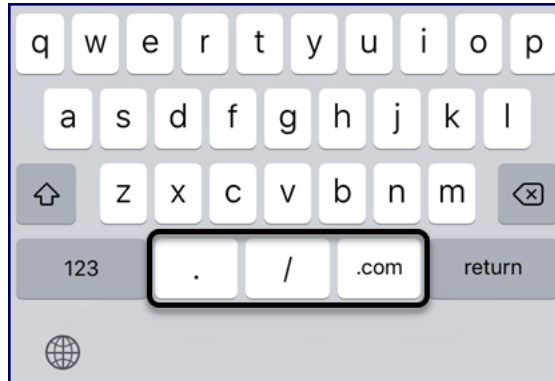 q w e r t y u i o p
a s d f g h j k l
z x c v b n m
123 . / .com return